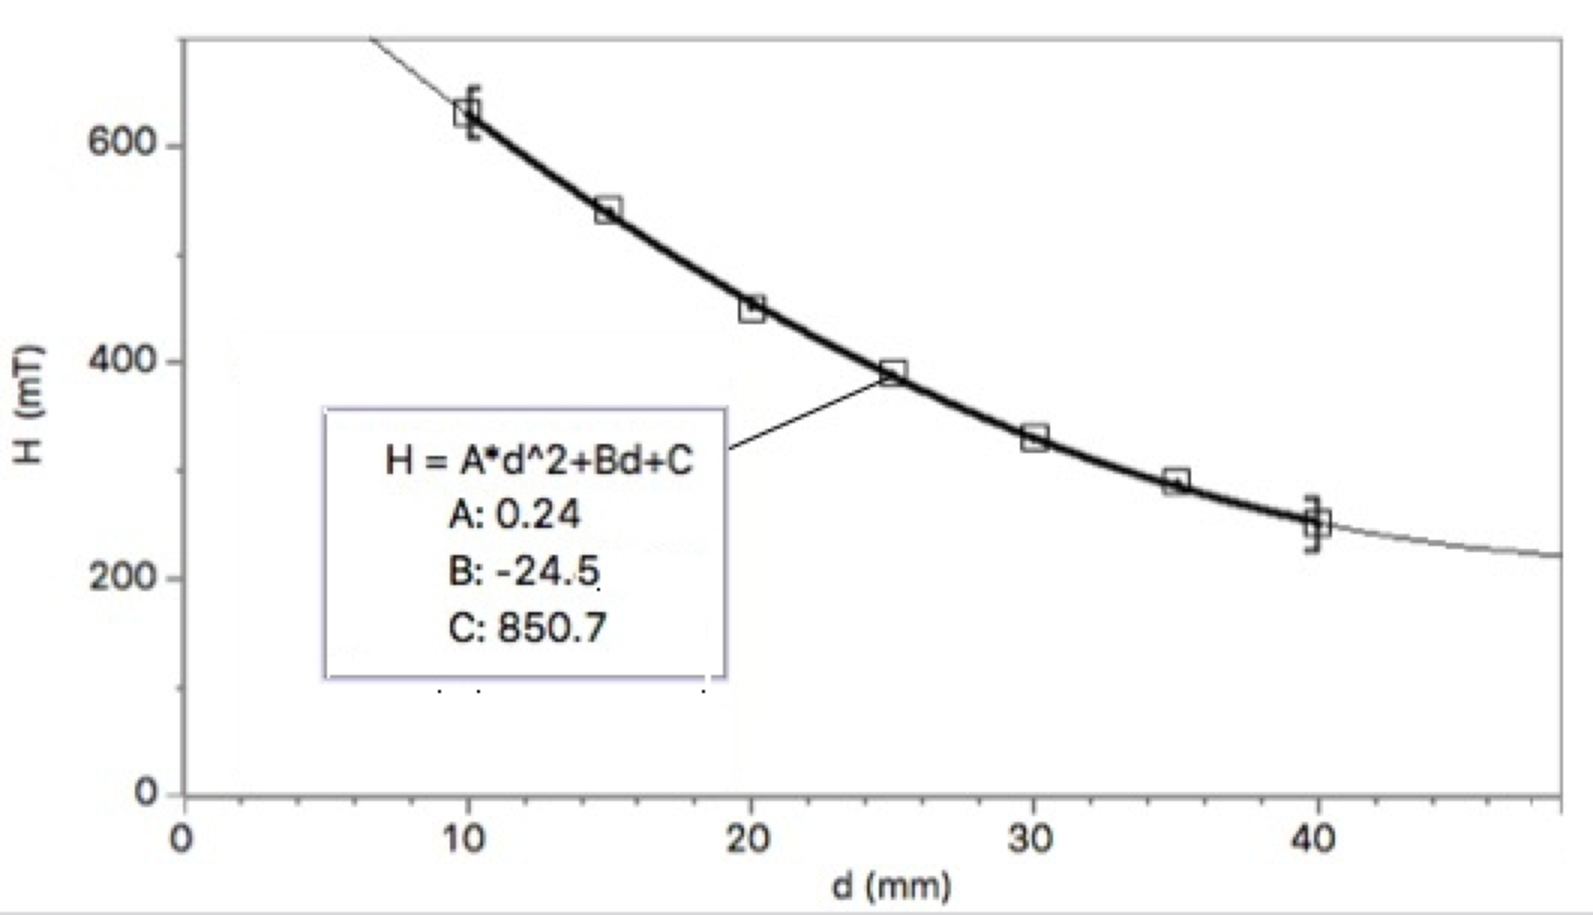 600
400
200
0
H (mT)
H = A*d^2+Bd+C
A: 0.24
B: -24.5
C: 850.7
0 10 20 30 40
d (mm)